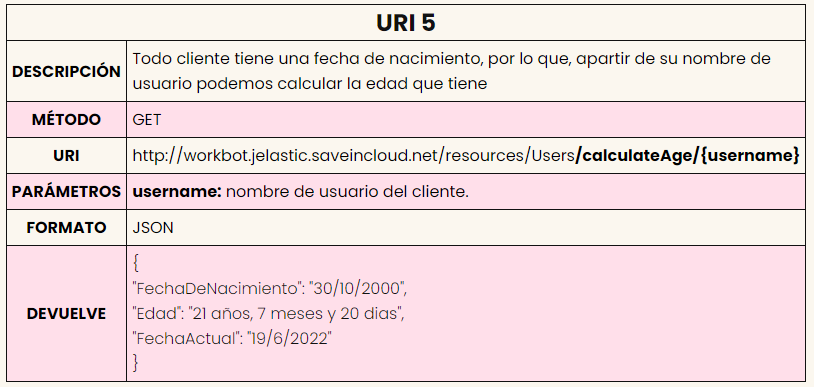 URI 5
DESCRIPCIÓN
Todo cliente tiene una fecha de nacimiento, por lo que, apartir de su nombre de
usuario podemos calcular la edad que tiene
MÉTODO
GET
URI
http://workbot.jelastic.saveincloud.net/resources/Users/calculateAge/{username}
PARÁMETROS
username: nombre de usuario del cliente.
FORMATO
JSON
DEVUELVE
{
"FechaDeNacimiento": "30/10/2000",
"Edad": "21 años, 7 meses y 20 dias",
"FechaActual": "19/6/2022"
}